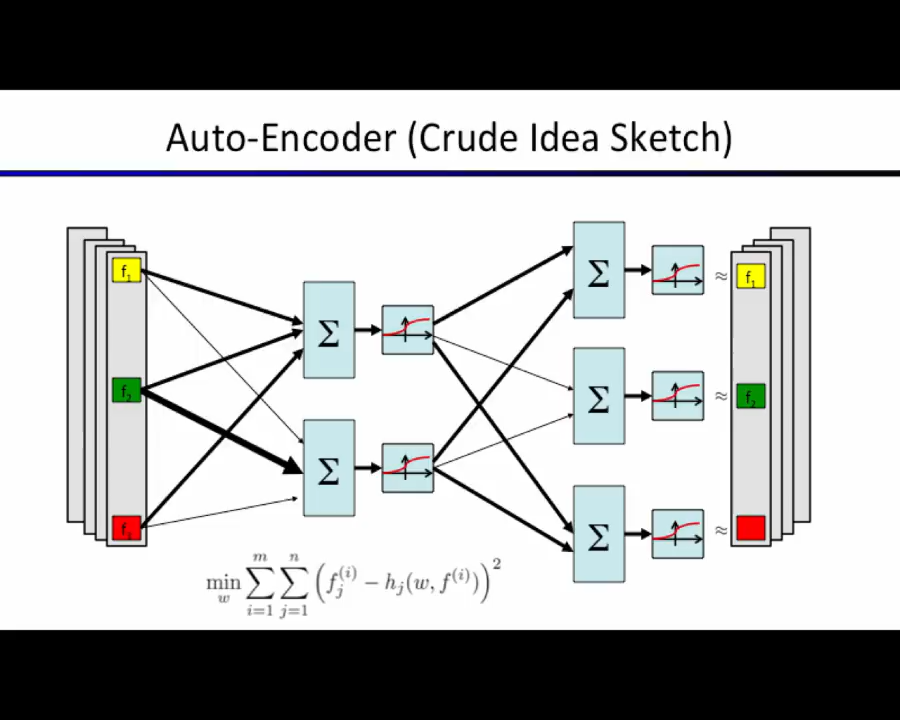 Auto-Encoder (Crude Idea Sketch)
f₁
f₂
f₃
Σ
Σ
Σ
Σ
Σ
≈ f₁
≈ f₂
≈
min_w Σ_{i=1}^{m} Σ_{j=1}^{n} (f_j^{(i)} − h_j(w, f^{(i)}))²